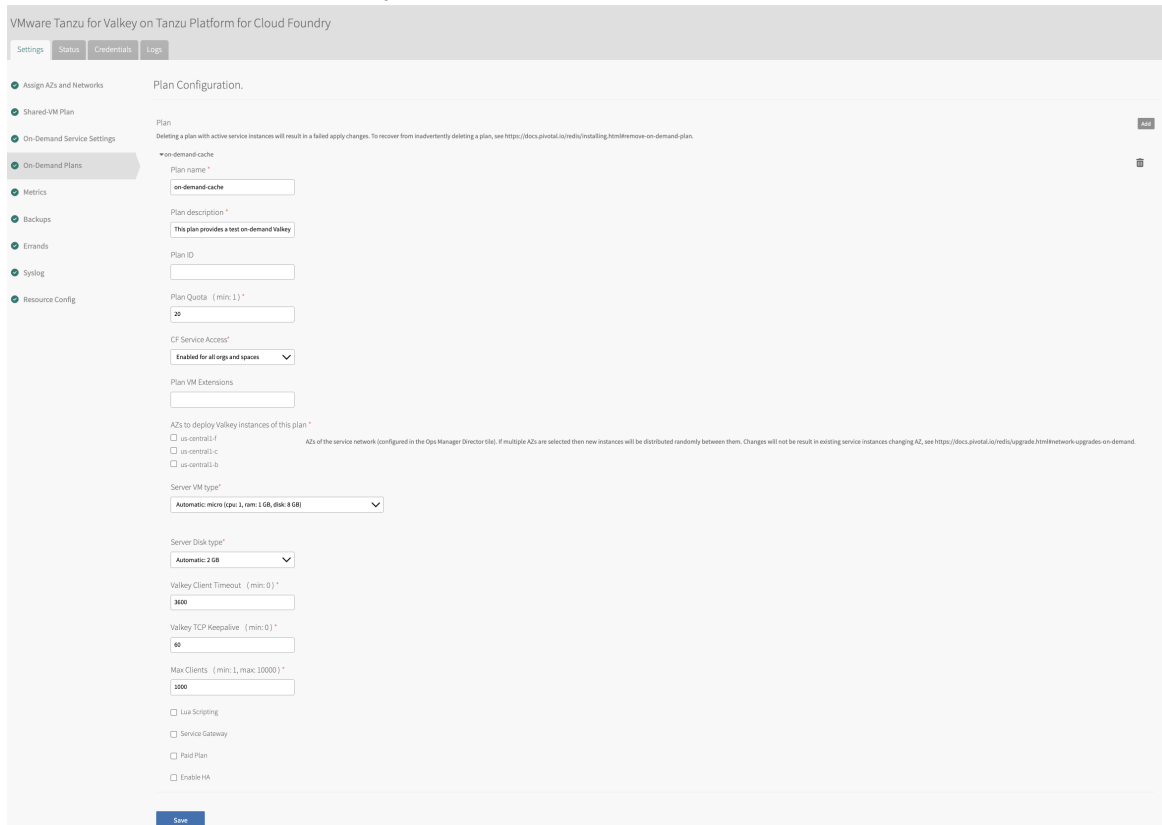 VMware Tanzu for Valkey on Tanzu Platform for Cloud Foundry
Settings Status Credentials Logs
Assign AZs and Networks
Shared-VM Plan
On-Demand Service Settings
On-Demand Plans
Metrics
Backups
Errands
Syslog
Resource Config
Plan Configuration.
Plan
Add
Deleting a plan with active service instances will result in a failed apply changes. To recover from inadvertently deleting a plan, see https://docs.pivotal.io/redis/installing.html#remove-on-demand-plan.
on-demand-cache
Plan name *
on-demand-cache
Plan description *
This plan provides a test on-demand Valkey
Plan ID
Plan Quota ( min: 1 ) *
20
CF Service Access*
Enabled for all orgs and spaces
Plan VM Extensions
AZs to deploy Valkey instances of this plan *
us-central1-f
us-central1-c
us-central1-b
AZs of the service network (configured in the Ops Manager Director tile). If multiple AZs are selected then new instances will be distributed randomly between them. Changes will not be result in existing service instances changing AZ, see https://docs.pivotal.io/redis/upgrade.html#network-upgrades-on-demand.
Server VM type*
Automatic: micro (cpu: 1, ram: 1 GB, disk: 8 GB)
Server Disk type*
Automatic: 2 GB
Valkey Client Timeout ( min: 0 ) *
3600
Valkey TCP Keepalive ( min: 0 ) *
60
Max Clients ( min: 1, max: 10000 ) *
1000
Lua Scripting
Service Gateway
Paid Plan
Enable HA
Save